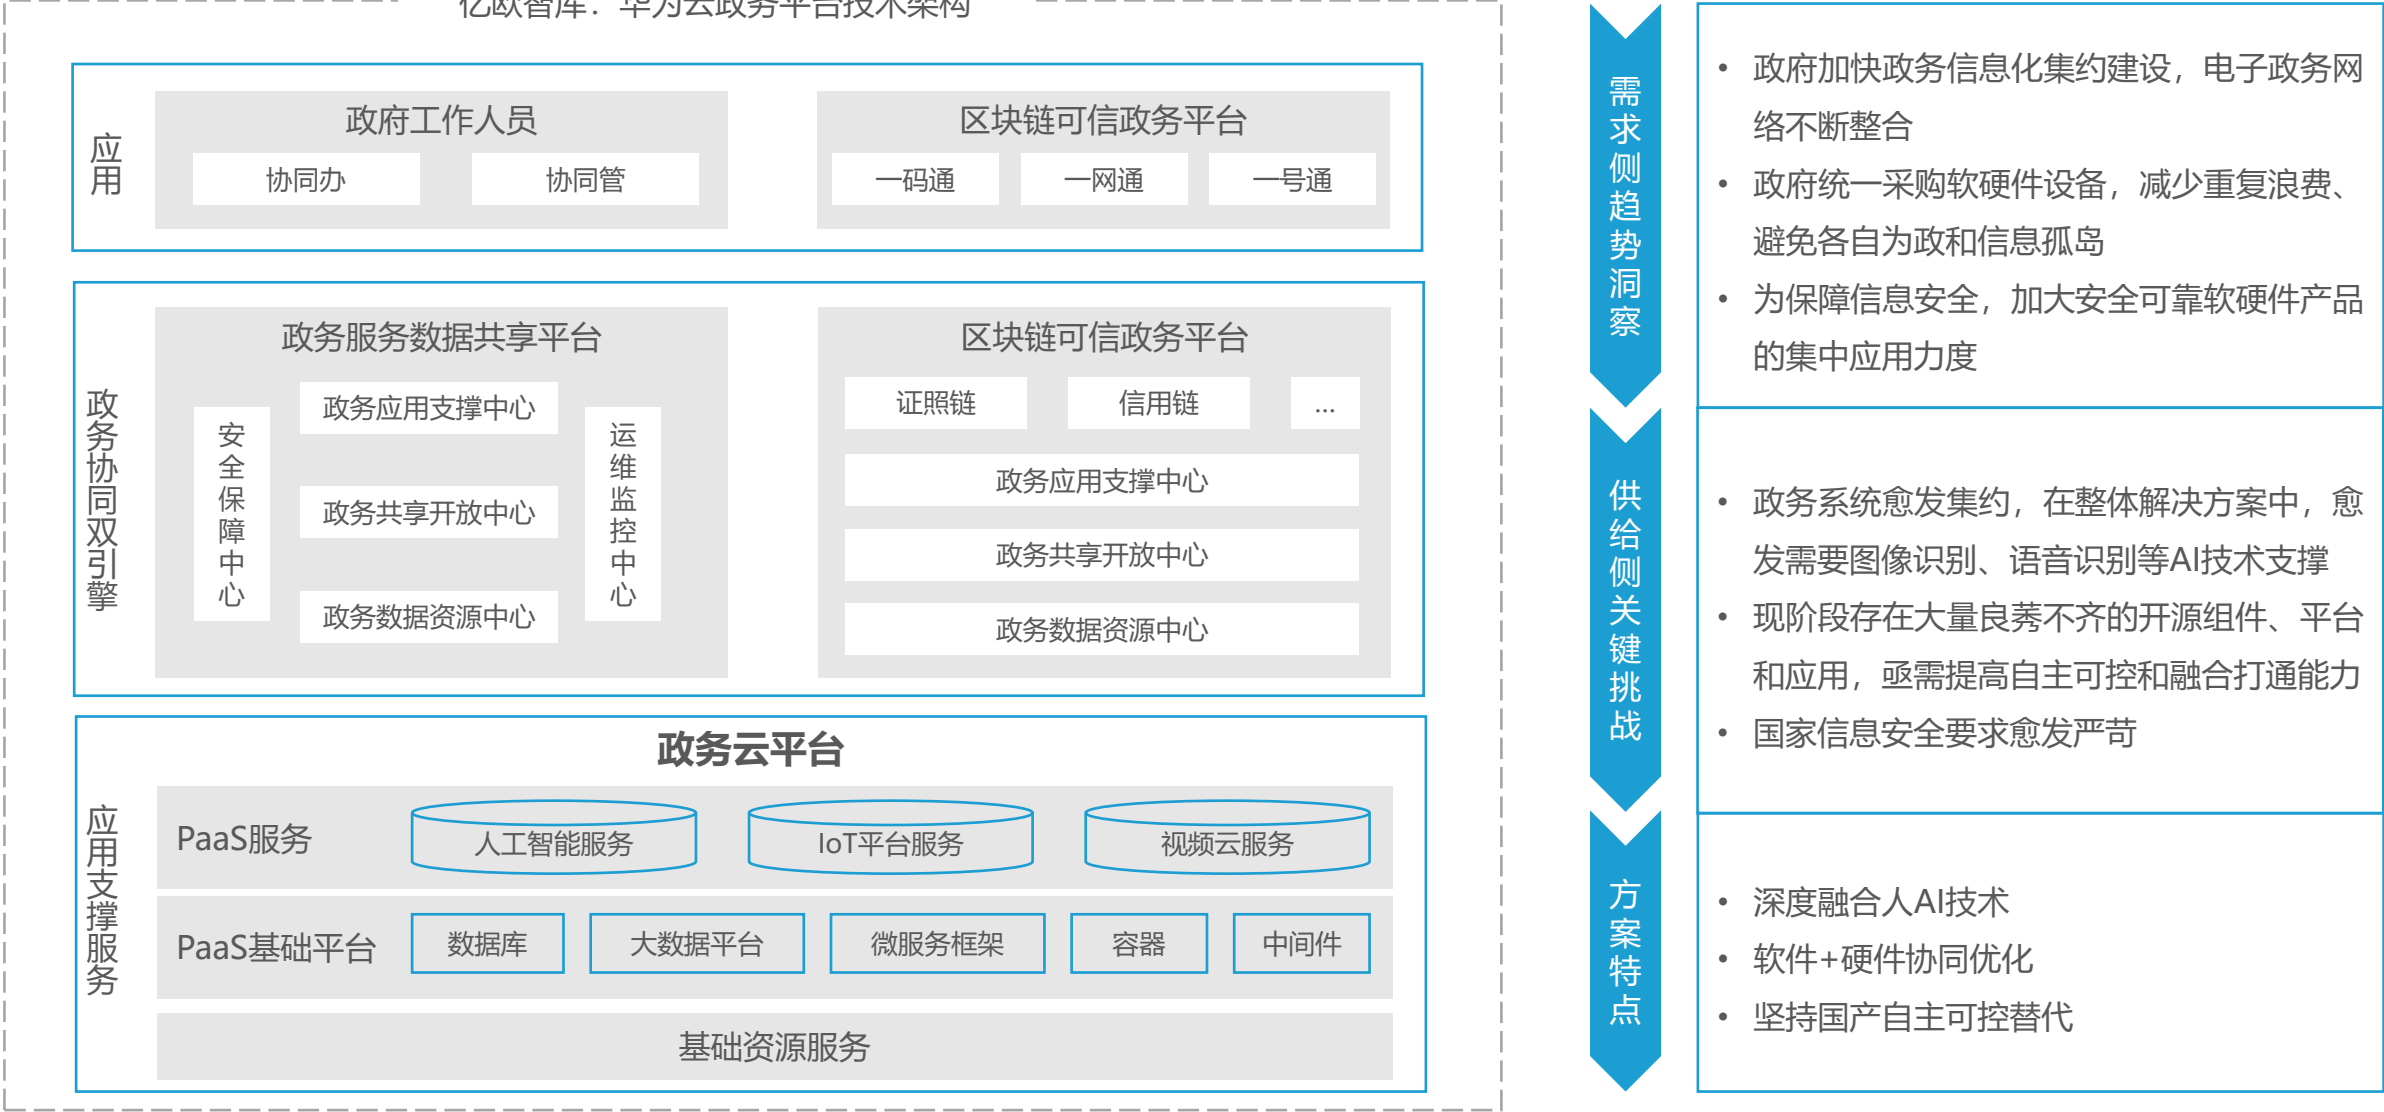 亿欧智库：华为云政务平台技术架构
应用
政府工作人员
协同办
协同管
区块链可信政务平台
一码通
一网通
一号通
政务协同双引擎
政务服务数据共享平台
安全保障中心
政务应用支撑中心
政务共享开放中心
政务数据资源中心
运维监控中心
区块链可信政务平台
证照链
信用链
...
政务应用支撑中心
政务共享开放中心
政务数据资源中心
应用支撑服务
政务云平台
PaaS服务
人工智能服务
IoT平台服务
视频云服务
PaaS基础平台
数据库
大数据平台
微服务框架
容器
中间件
基础资源服务
需求侧趋势洞察
• 政府加快政务信息化集约建设，电子政务网
络不断整合
• 政府统一采购软硬件设备，减少重复浪费、
避免各自为政和信息孤岛
• 为保障信息安全，加大安全可靠软硬件产品
的集中应用力度
供给侧关键挑战
• 政务系统愈发集约，在整体解决方案中，愈
发需要图像识别、语音识别等AI技术支撑
• 现阶段存在大量良莠不齐的开源组件、平台
和应用，亟需提高自主可控和融合打通能力
• 国家信息安全要求愈发严苛
方案特点
• 深度融合人AI技术
• 软件+硬件协同优化
• 坚持国产自主可控替代